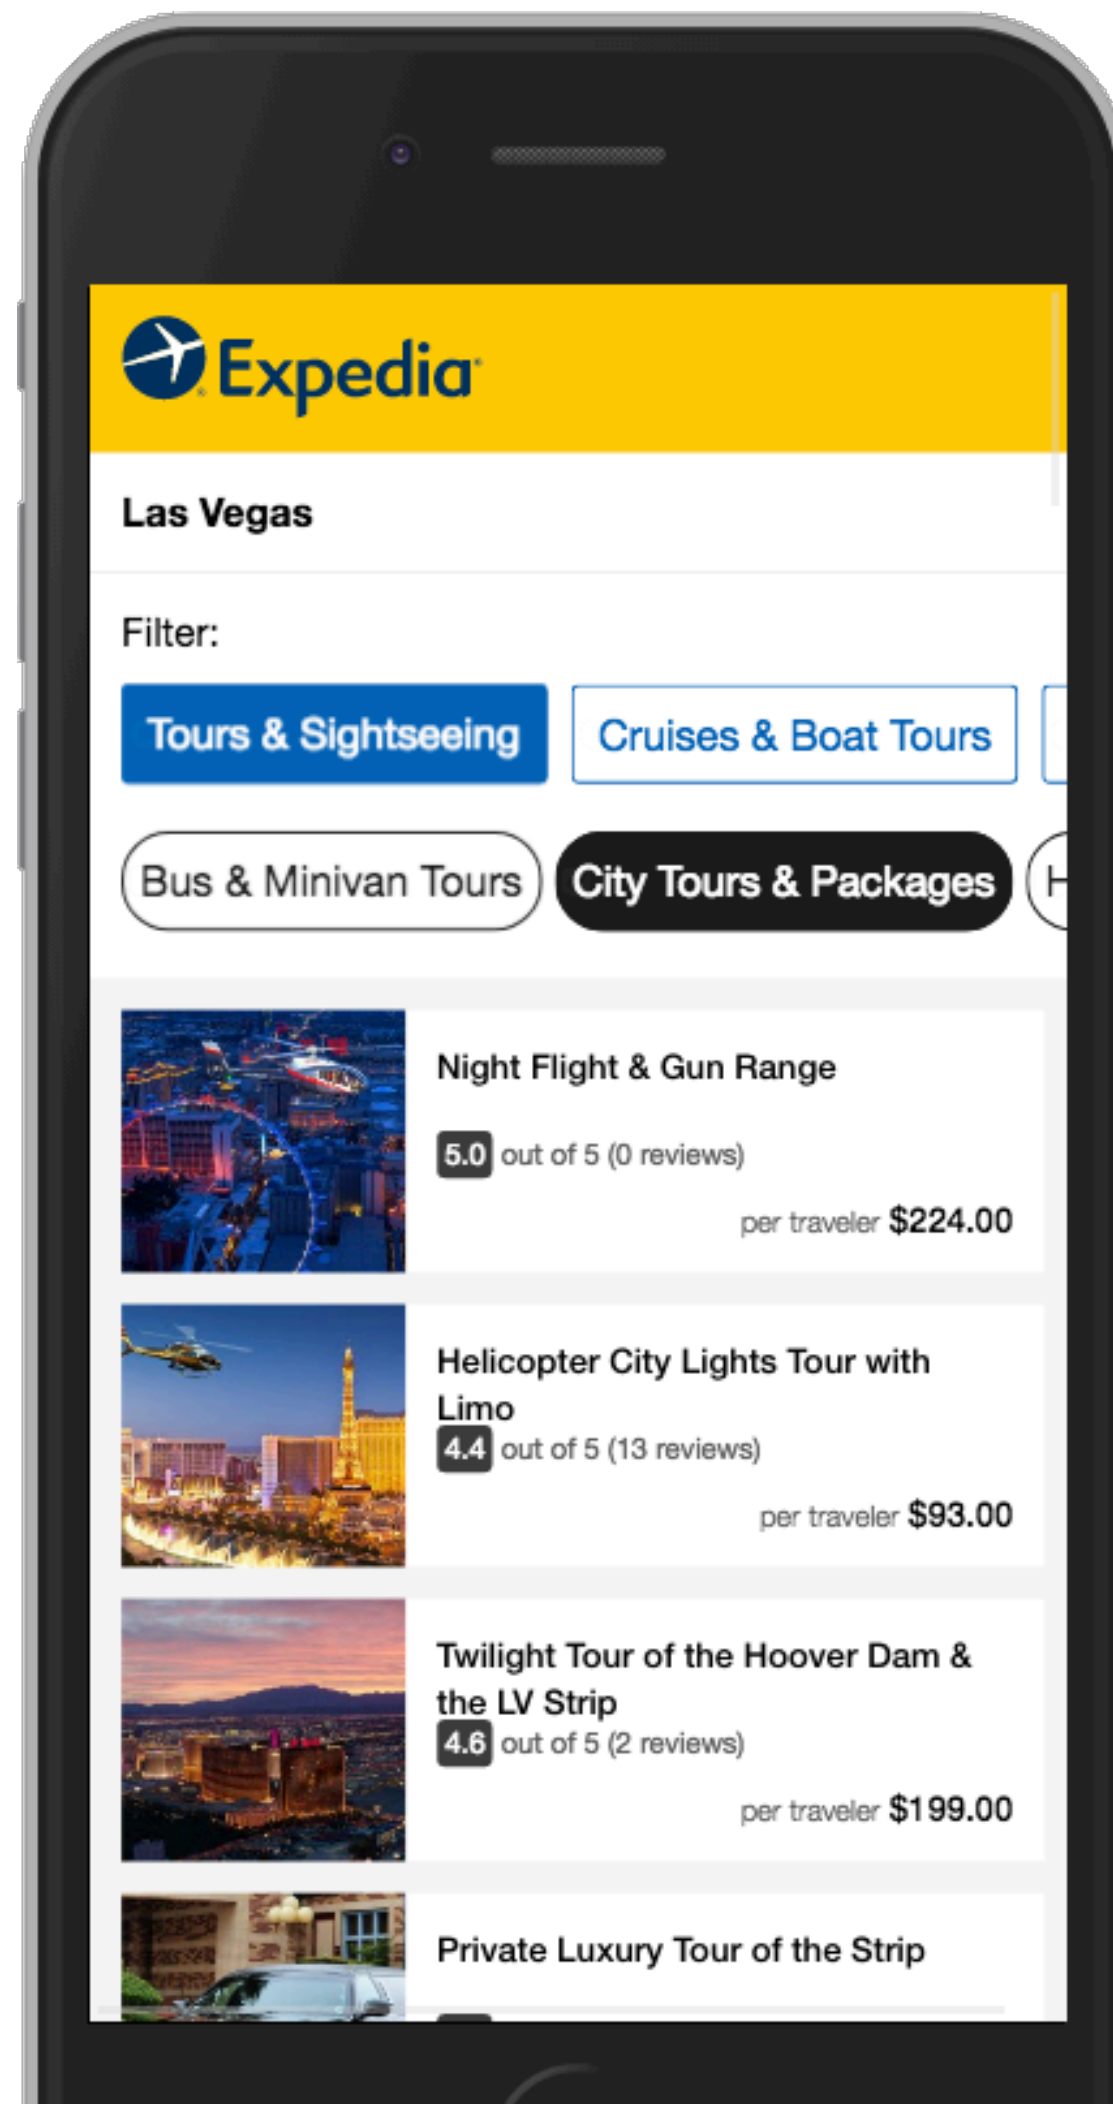 Expedia
Las Vegas
Filter:
Tours & Sightseeing
Cruises & Boat Tours
Bus & Minivan Tours
City Tours & Packages
H
Night Flight & Gun Range
5.0 out of 5 (0 reviews)
per traveler $224.00
Helicopter City Lights Tour with
Limo
4.4 out of 5 (13 reviews)
per traveler $93.00
Twilight Tour of the Hoover Dam &
the LV Strip
4.6 out of 5 (2 reviews)
per traveler $199.00
Private Luxury Tour of the Strip